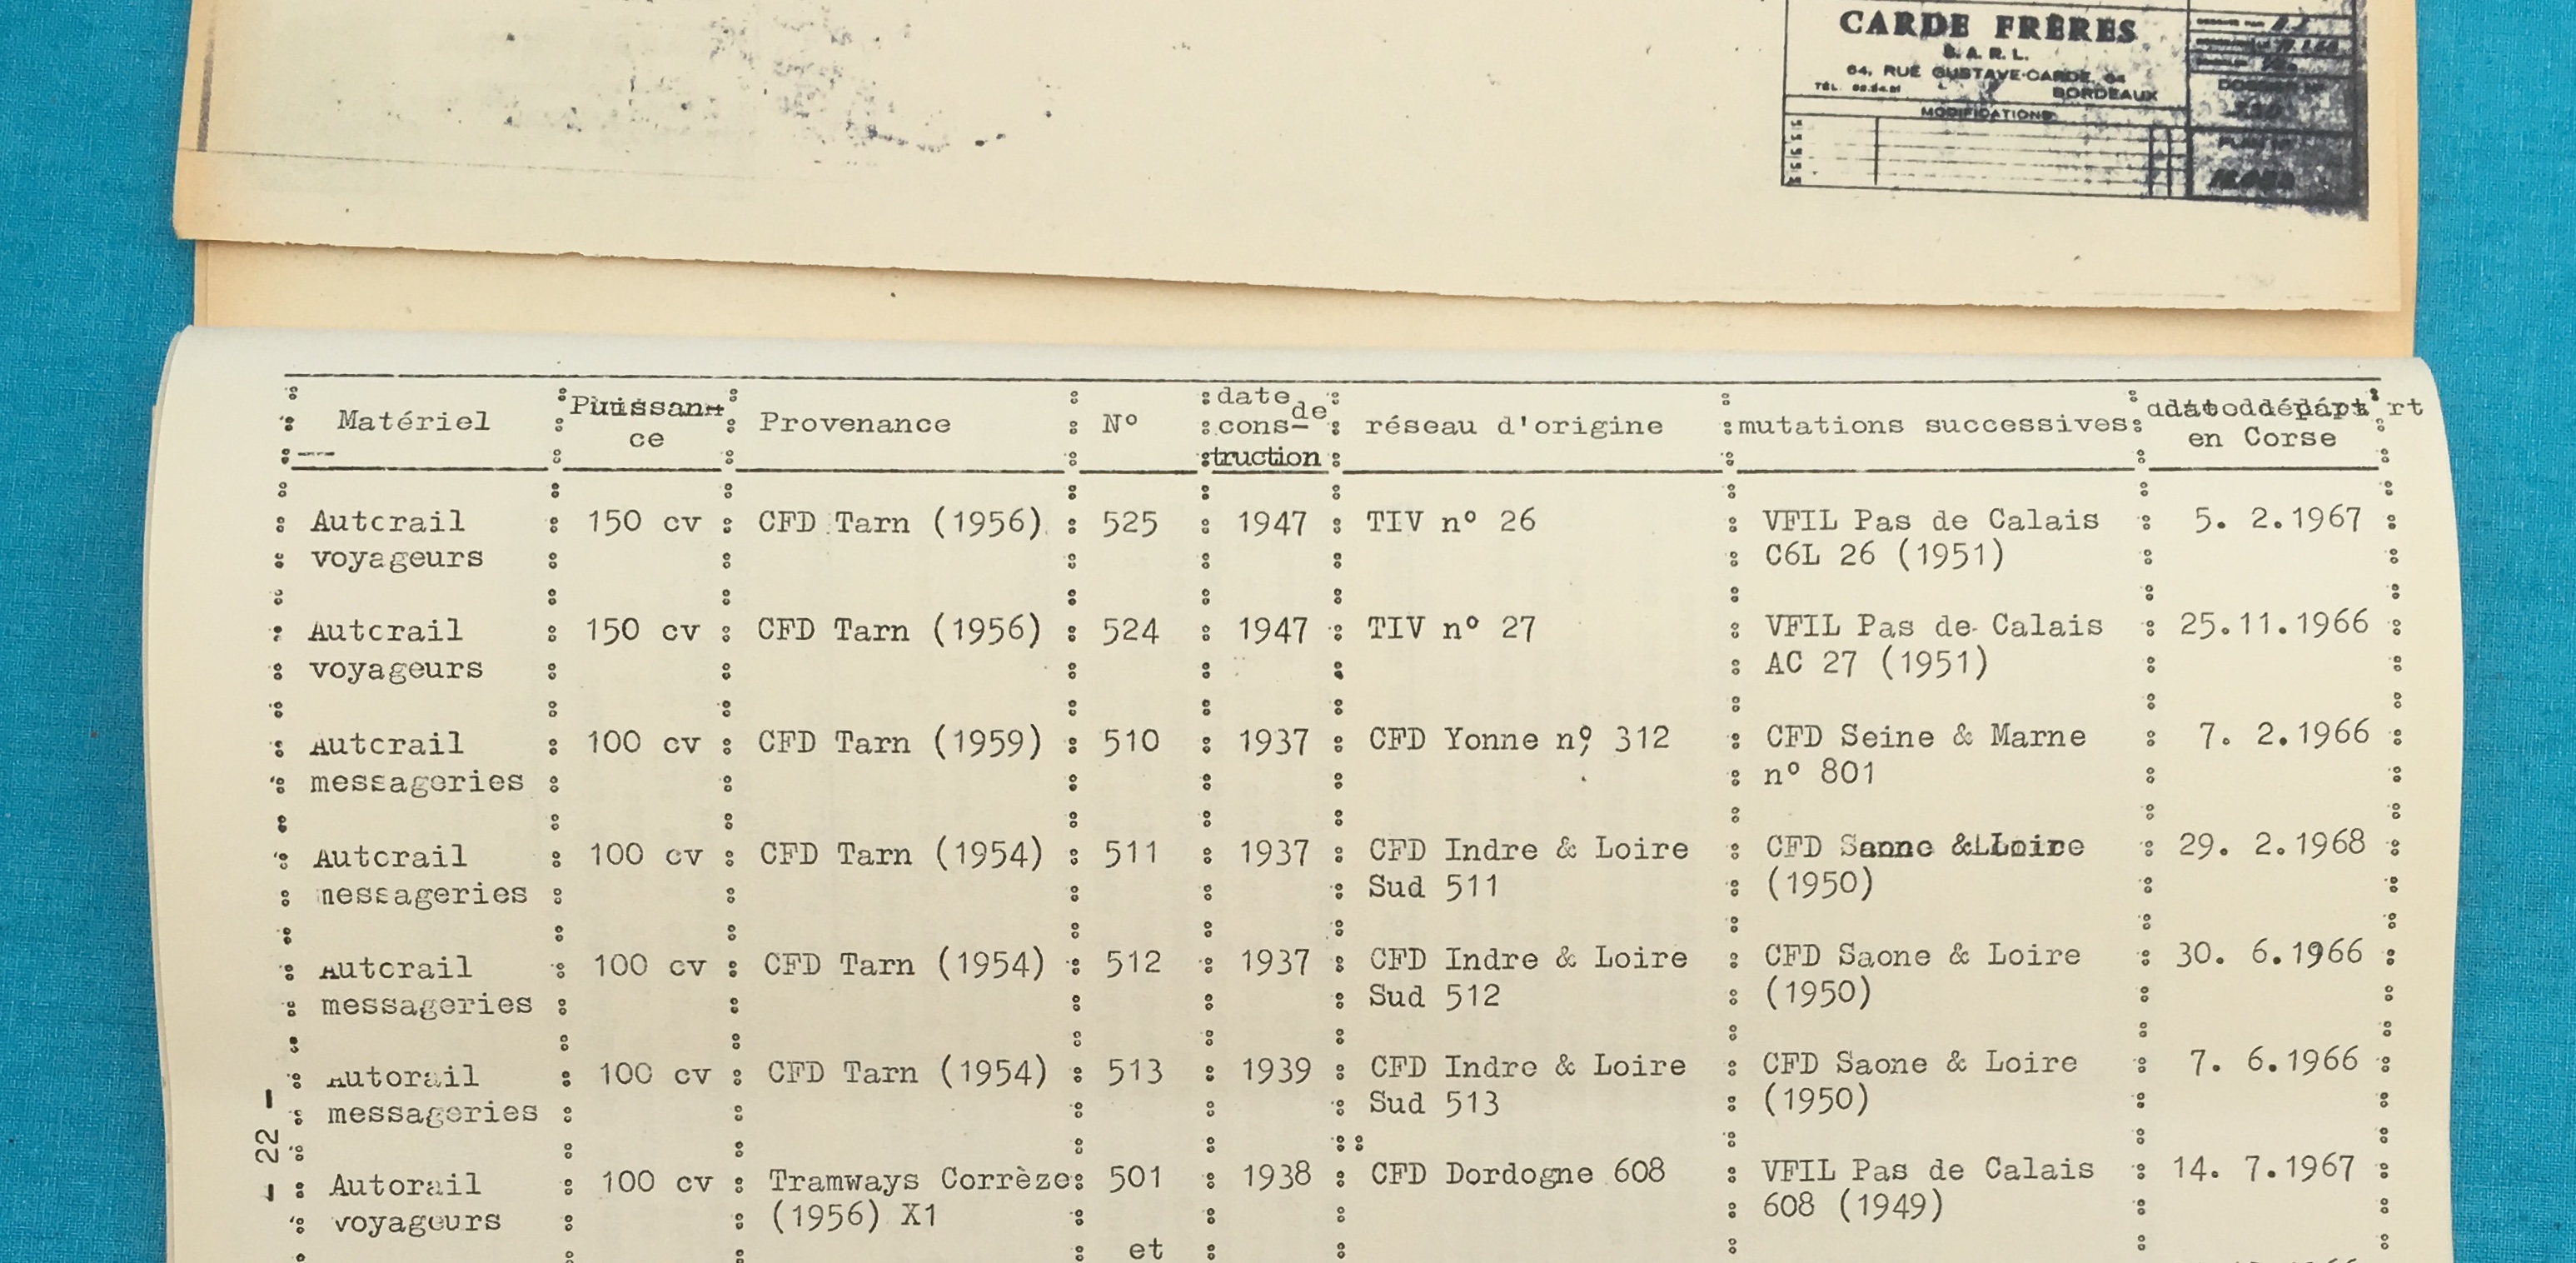 CARDE FRÈRES
S. A. R. L.
64, RUE GUSTAVE-CARDE, 64
TÉL. BORDEAUX
MODIFICATIONS
Matériel : Puissan- ce : Provenance : N° : date de cons- truction : réseau d'origine : mutations successives : date départ en Corse
Autorail : 150 cv : CFD Tarn (1956) : 525 : 1947 : TIV n° 26 : VFIL Pas de Calais : 5. 2.1967 :
voyageurs : C6L 26 (1951)
Autorail : 150 cv : CFD Tarn (1956) : 524 : 1947 : TIV n° 27 : VFIL Pas de Calais : 25.11.1966 :
voyageurs : AC 27 (1951)
Autorail : 100 cv : CFD Tarn (1959) : 510 : 1937 : CFD Yonne n° 312 : CFD Seine & Marne : 7. 2.1966 :
messageries : n° 801
Autorail : 100 cv : CFD Tarn (1954) : 511 : 1937 : CFD Indre & Loire : CFD Saone & Loire : 29. 2.1968 :
messageries : Sud 511 : (1950)
Autorail : 100 cv : CFD Tarn (1954) : 512 : 1937 : CFD Indre & Loire : CFD Saone & Loire : 30. 6.1966 :
messageries : Sud 512 : (1950)
Autorail : 100 cv : CFD Tarn (1954) : 513 : 1939 : CFD Indre & Loire : CFD Saone & Loire : 7. 6.1966 :
messageries : Sud 513 : (1950)
Autorail : 100 cv : Tramways Corrèze : 501 : 1938 : CFD Dordogne 608 : VFIL Pas de Calais : 14. 7.1967 :
voyageurs : (1956) X1 : 608 (1949)
et
- 22 -